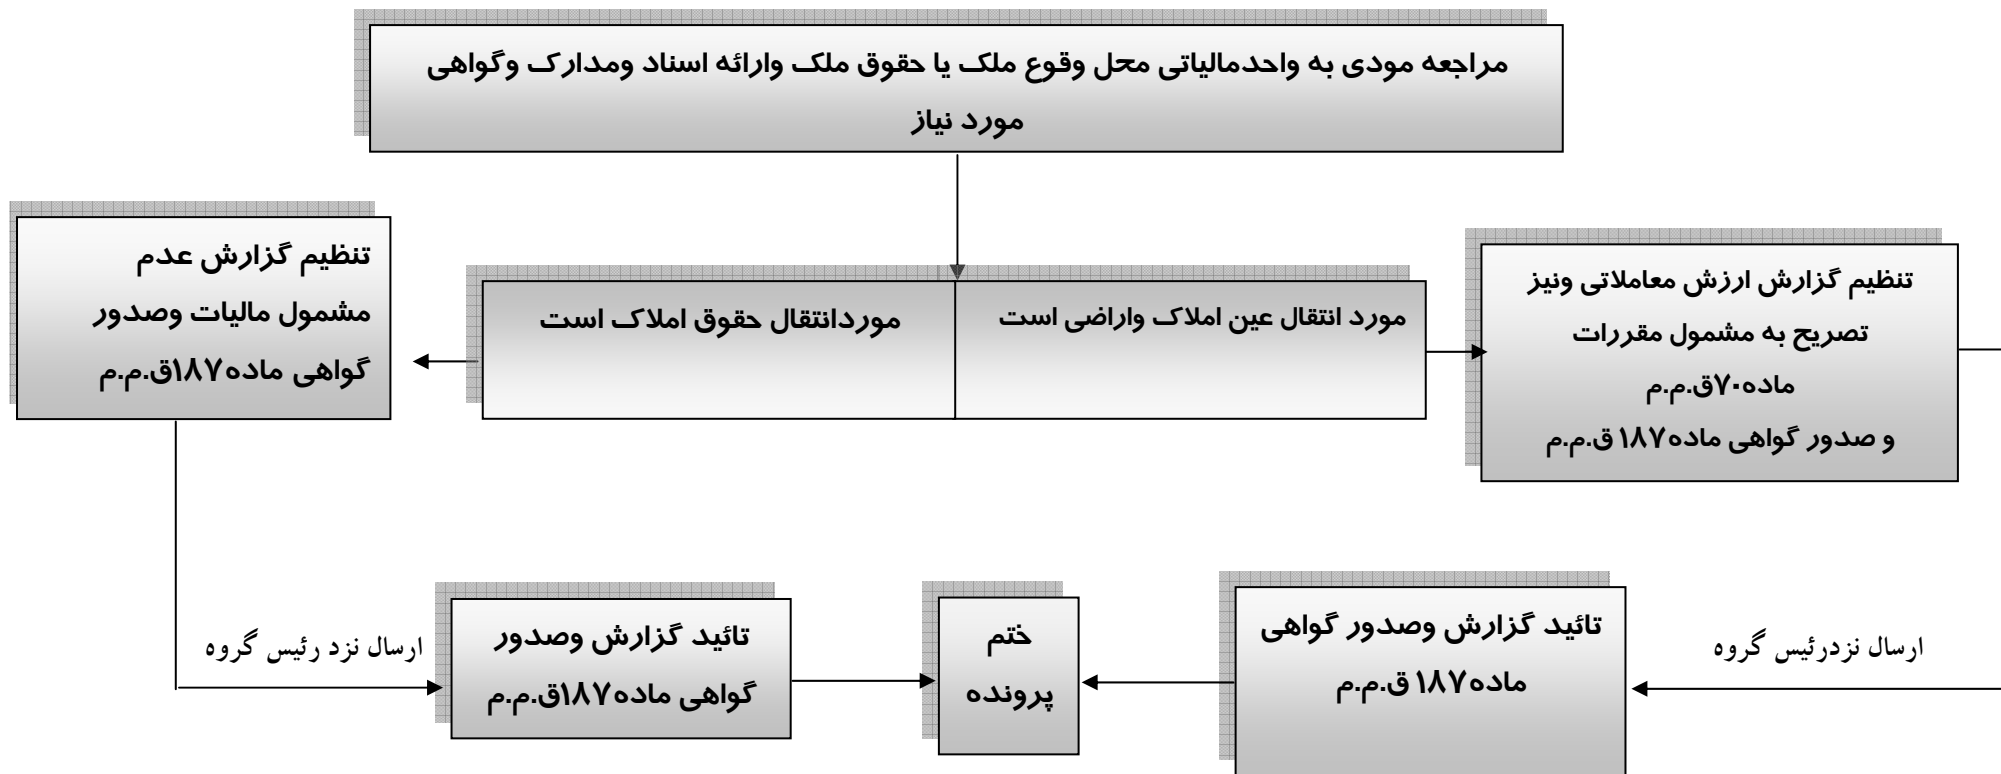 مراجعه مودی به واحدمالیاتی محل وقوع ملک یا حقوق ملک وارائه اسناد ومدارک وگواهی
مورد نیاز
تنظیم گزارش ارزش معاملاتی ونیز
تصریح به مشمول مقررات
ماده۷۰ق.م.م
و صدور گواهی ماده۱۸۷ ق.م.م
مورد انتقال عین املاک واراضی است
موردانتقال حقوق املاک است
تنظیم گزارش عدم
مشمول مالیات وصدور
گواهی ماده۱۸۷ق.م.م
ارسال نزدرئیس گروه
تائید گزارش وصدور گواهی
ماده۱۸۷ ق.م.م
ختم
پرونده
تائید گزارش وصدور
گواهی ماده۱۸۷ق.م.م
ارسال نزد رئیس گروه